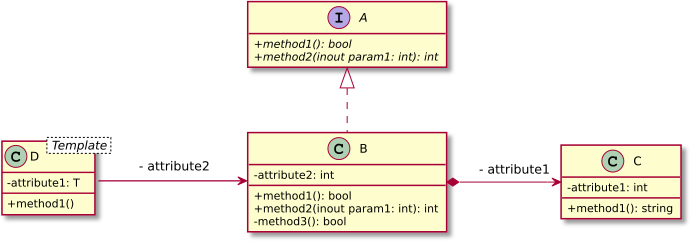 I A
+method1(): bool
+method2(inout param1: int): int
C D
Template
-attribute1: T
+method1()
- attribute2
C B
-attribute2: int
+method1(): bool
+method2(inout param1: int): int
-method3(): bool
- attribute1
C C
-attribute1: int
+method1(): string